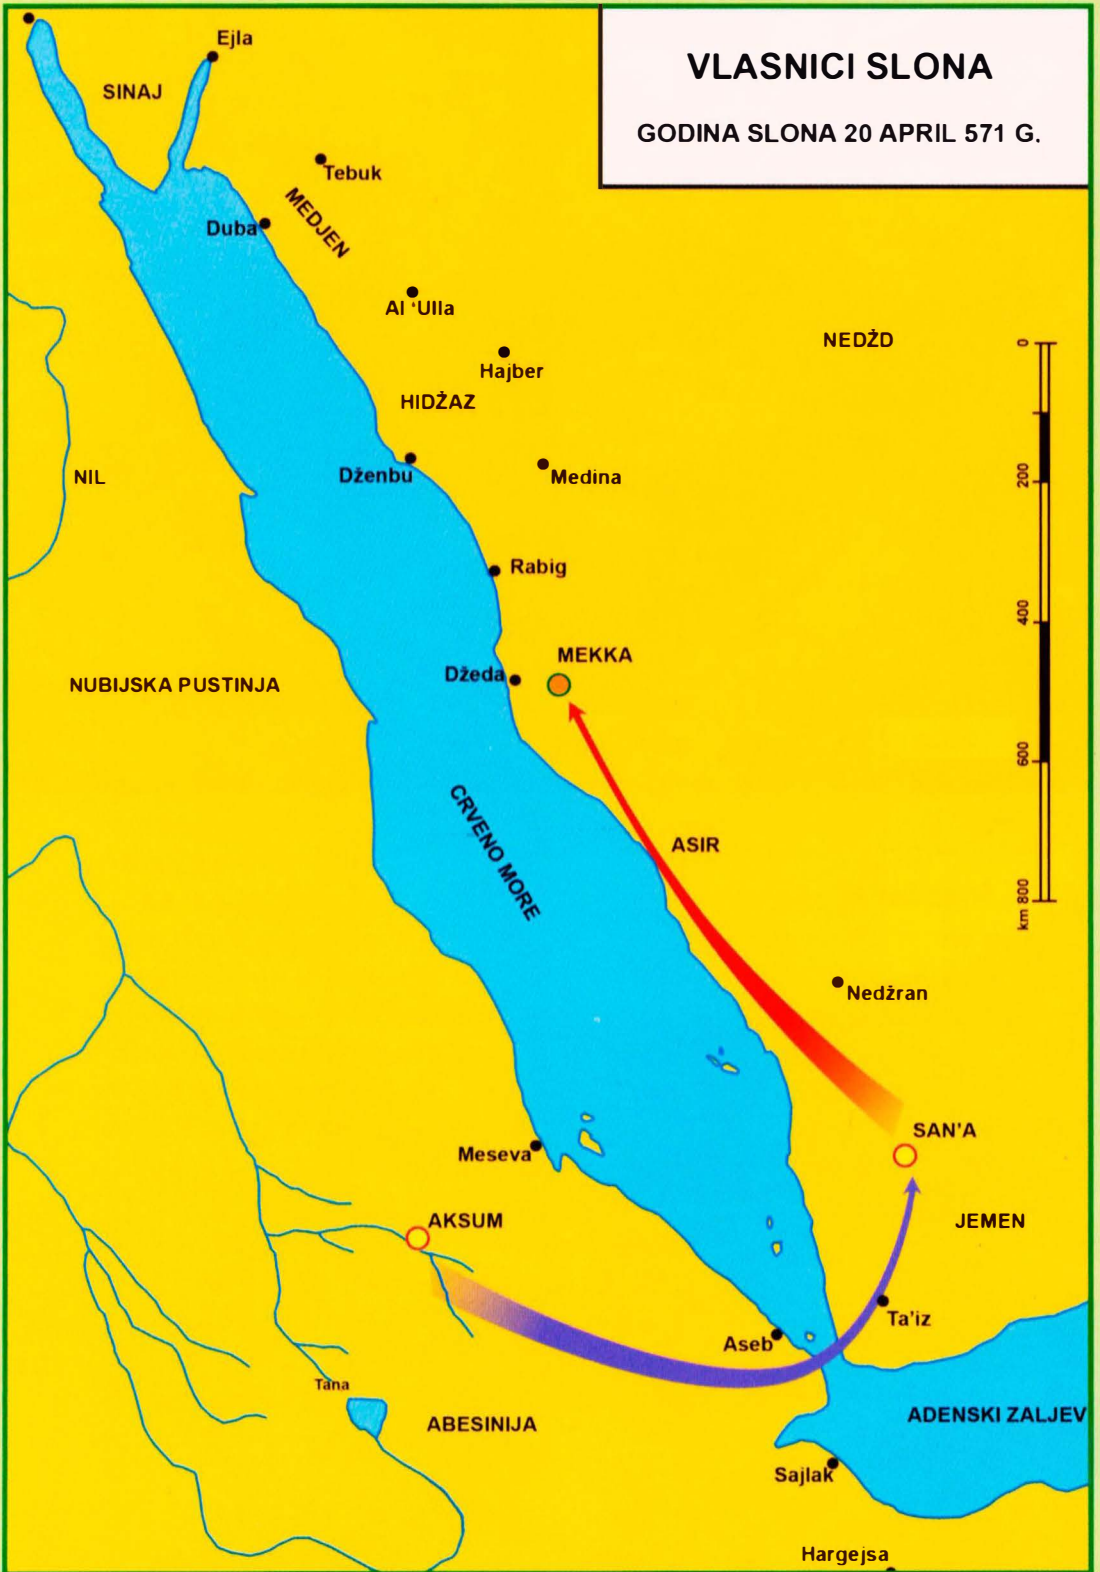 VLASNICI SLONA
GODINA SLONA 20 APRIL 571 G.
Ejla
SINAJ
Tebuk
MEDJEN
Duba
Al 'Ulla
NEDŽD
Hajber
HIDŽAZ
Dženbu
Medina
NIL
Rabig
MEKKA
Džeda
NUBIJSKA PUSTINJA
CRVENO MORE
ASIR
0
200
400
600
km 800
Nedžran
SAN'A
Meseva
AKSUM
JEMEN
Ta'iz
Aseb
Tana
ABESINIJA
ADENSKI ZALJEV
Sajlak
Hargejsa